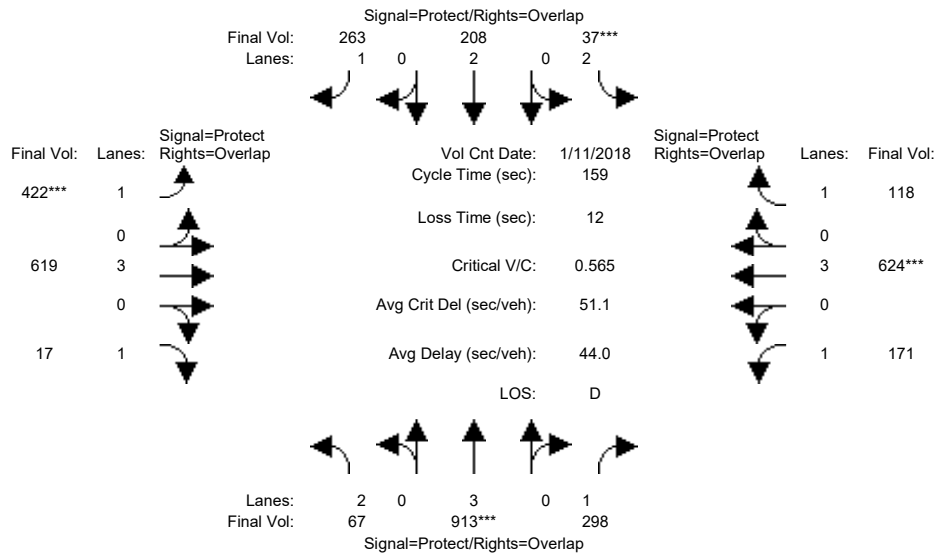 Signal=Protect/Rights=Overlap
Final Vol: 263 208 37***
Lanes: 1 0 2 0 2
Signal=Protect Signal=Protect
Final Vol: Lanes: Rights=Overlap Vol Cnt Date: 1/11/2018 Rights=Overlap Lanes: Final Vol:
Cycle Time (sec): 159
422*** 1 1 118
Loss Time (sec): 12
0 0
619 3 Critical V/C: 0.565 3 624***
0 Avg Crit Del (sec/veh): 51.1 0
17 1 Avg Delay (sec/veh): 44.0 1 171
LOS: D
Lanes: 2 0 3 0 1
Final Vol: 67 913*** 298
Signal=Protect/Rights=Overlap